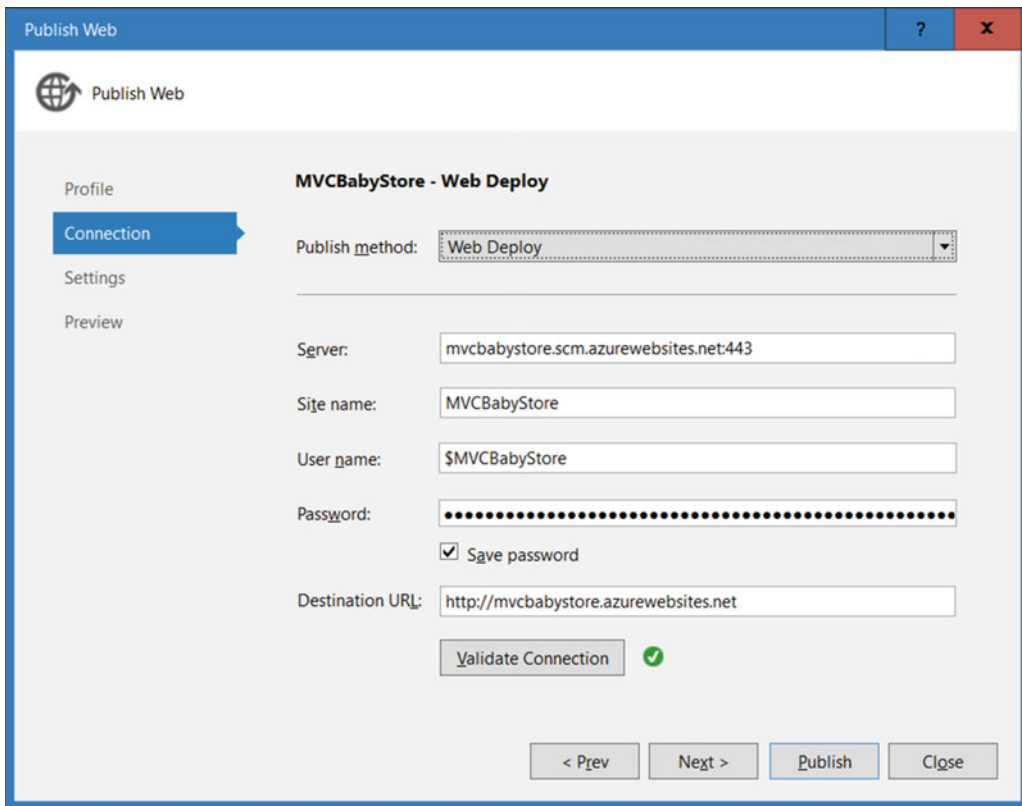 Publish Web
? x
Publish Web
Profile
Connection
Settings
Preview
MVCBabyStore - Web Deploy
Publish method: Web Deploy
Server: mvcbabystore.scm.azurewebsites.net:443
Site name: MVCBabyStore
User name: $MVCBabyStore
Password: ••••••••••••••••••••••••••••••••••••••••••••••••••
Save password
Destination URL: http://mvcbabystore.azurewebsites.net
Validate Connection
< Prev Next > Publish Close